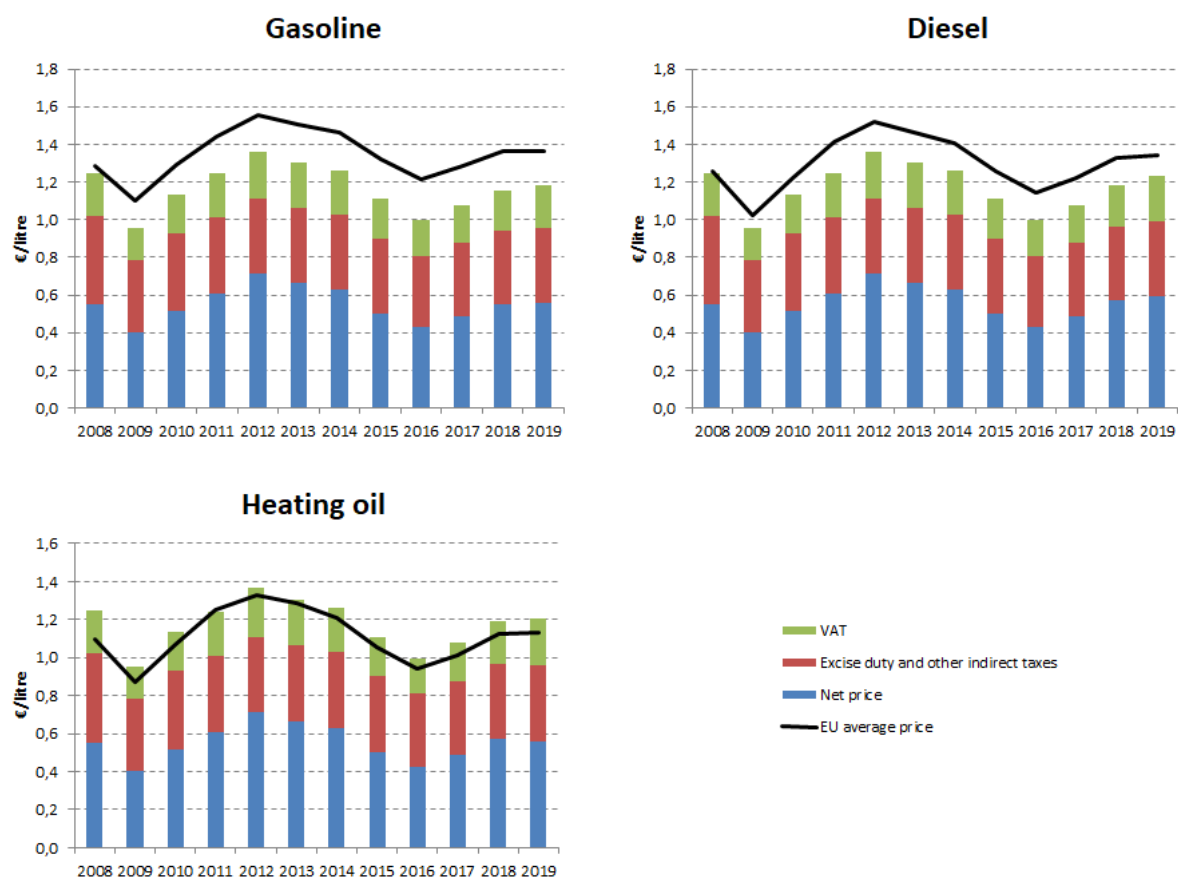 Gasoline
1,8
1,6
1,4
1,2
1,0
0,8
0,6
0,4
0,2
0,0
€/litre
2008 2009 2010 2011 2012 2013 2014 2015 2016 2017 2018 2019
Diesel
1,8
1,6
1,4
1,2
1,0
0,8
0,6
0,4
0,2
0,0
€/litre
2008 2009 2010 2011 2012 2013 2014 2015 2016 2017 2018 2019
Heating oil
1,6
1,4
1,2
1,0
0,8
0,6
0,4
0,2
0,0
€/litre
2008 2009 2010 2011 2012 2013 2014 2015 2016 2017 2018 2019
VAT
Excise duty and other indirect taxes
Net price
EU average price